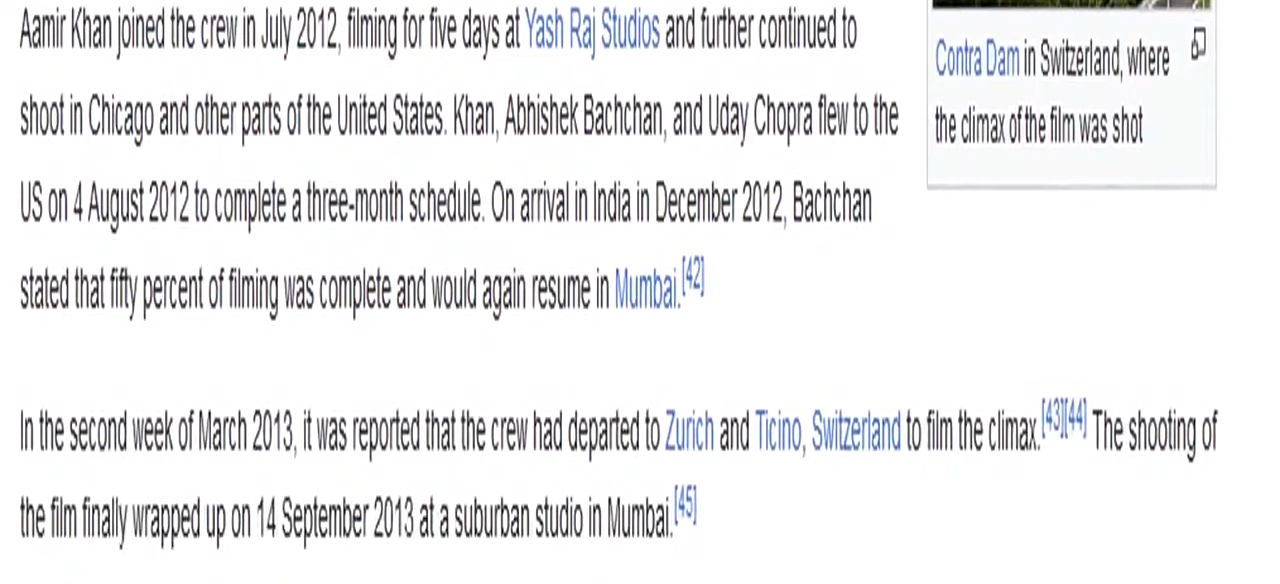 Aamir Khan joined the crew in July 2012, filming for five days at Yash Raj Studios and further continued to
shoot in Chicago and other parts of the United States. Khan, Abhishek Bachchan, and Uday Chopra flew to the
US on 4 August 2012 to complete a three-month schedule. On arrival in India in December 2012, Bachchan
stated that fifty percent of filming was complete and would again resume in Mumbai.[42]
Contra Dam in Switzerland, where
the climax of the film was shot
In the second week of March 2013, it was reported that the crew had departed to Zurich and Ticino, Switzerland to film the climax.[43][44] The shooting of
the film finally wrapped up on 14 September 2013 at a suburban studio in Mumbai.[45]